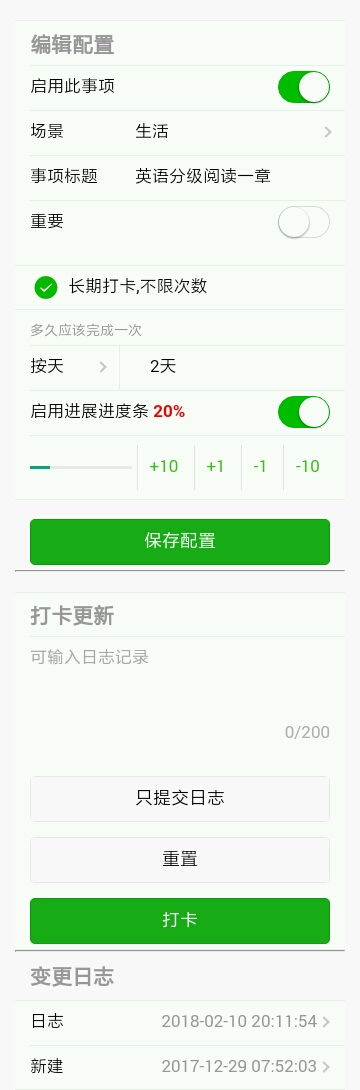 编辑配置
启用此事项
场景 生活
事项标题 英语分级阅读一章
重要
长期打卡,不限次数
多久应该完成一次
按天 2天
启用进展进度条 20%
+10 +1 -1 -10
保存配置
打卡更新
可输入日志记录
0/200
只提交日志
重置
打卡
变更日志
日志 2018-02-10 20:11:54
新建 2017-12-29 07:52:03